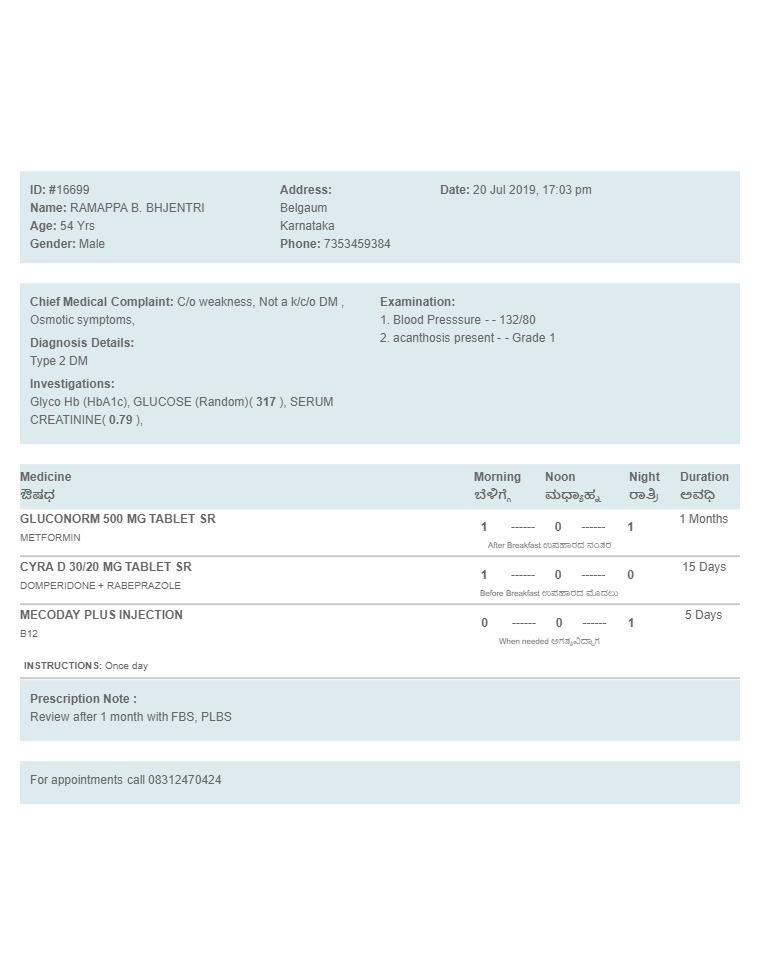 ID: #16699
Name: RAMAPPA B. BHJENTRI
Age: 54 Yrs
Gender: Male
Address:
Belgaum
Karnataka
Phone: 7353459384
Date: 20 Jul 2019, 17:03 pm
Chief Medical Complaint: C/o weakness, Not a k/c/o DM ,
Osmotic symptoms,
Diagnosis Details:
Type 2 DM
Investigations:
Glyco Hb (HbA1c), GLUCOSE (Random)( 317 ), SERUM
CREATININE( 0.79 ),
Examination:
1. Blood Presssure - - 132/80
2. acanthosis present - - Grade 1
Medicine Morning Noon Night Duration
ಔಷಧ ಬೆಳಿಗ್ಗೆ ಮಧ್ಯಾಹ್ನ ರಾತ್ರಿ ಅವಧಿ
GLUCONORM 500 MG TABLET SR 1 ------ 0 ------ 1 1 Months
METFORMIN
After Breakfast ಉಪಹಾರದ ನಂತರ
CYRA D 30/20 MG TABLET SR 1 ------ 0 ------ 0 15 Days
DOMPERIDONE + RABEPRAZOLE
Before Breakfast ಉಪಹಾರದ ಮೊದಲು
MECODAY PLUS INJECTION 0 ------ 0 ------ 1 5 Days
B12
When needed ಅಗತ್ಯವಿದ್ದಾಗ
INSTRUCTIONS: Once day
Prescription Note :
Review after 1 month with FBS, PLBS
For appointments call 08312470424